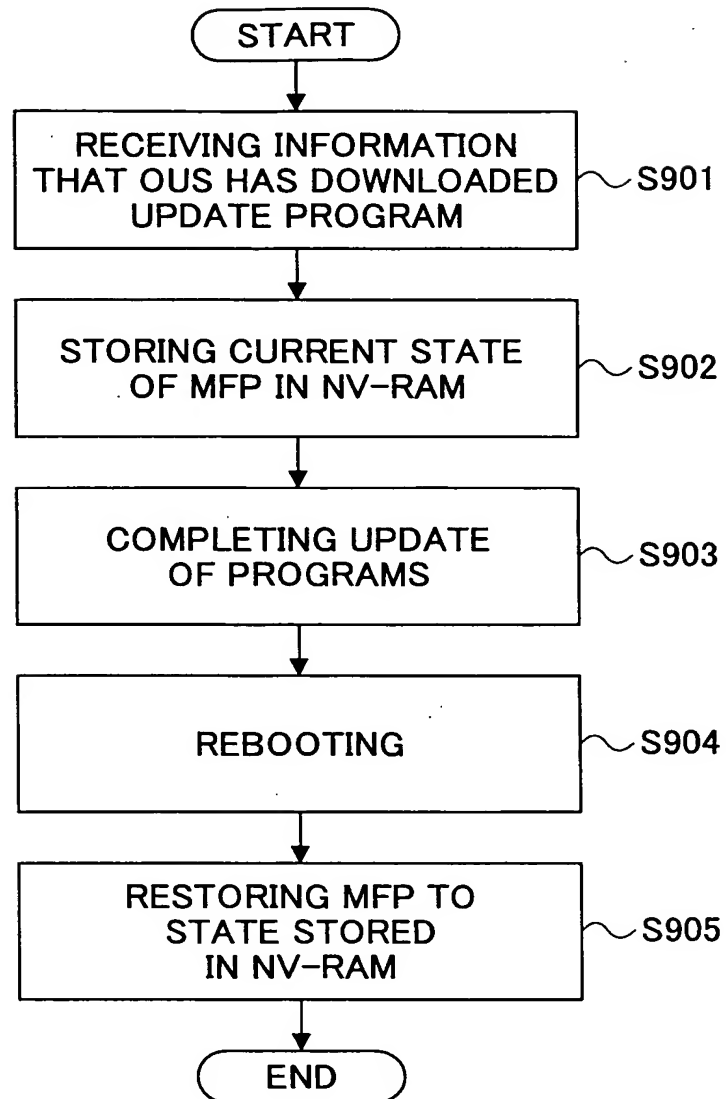 START
RECEIVING INFORMATION
THAT OUS HAS DOWNLOADED
UPDATE PROGRAM
S901
STORING CURRENT STATE
OF MFP IN NV-RAM
S902
COMPLETING UPDATE
OF PROGRAMS
S903
REBOOTING
S904
RESTORING MFP TO
STATE STORED
IN NV-RAM
S905
END